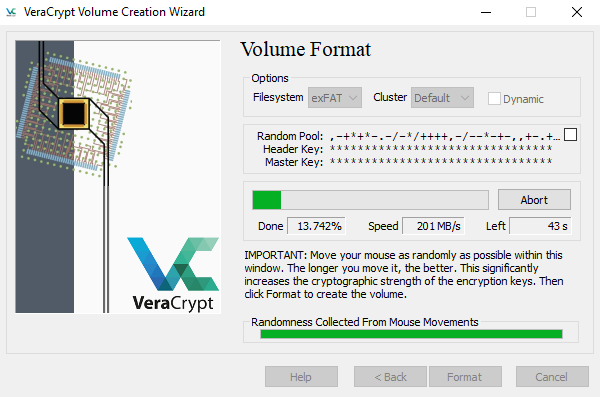 VeraCrypt Volume Creation Wizard
Volume Format
Options
Filesystem exFAT Cluster Default Dynamic
Random Pool: ,-+*+*-.-/-*/++++,-/--*-+-,,+-.+...
Header Key: ********************************
Master Key: ********************************
Abort
Done 13.742% Speed 201 MB/s Left 43 s
IMPORTANT: Move your mouse as randomly as possible within this
window. The longer you move it, the better. This significantly
increases the cryptographic strength of the encryption keys. Then
click Format to create the volume.
VeraCrypt
Randomness Collected From Mouse Movements
Help < Back Format Cancel